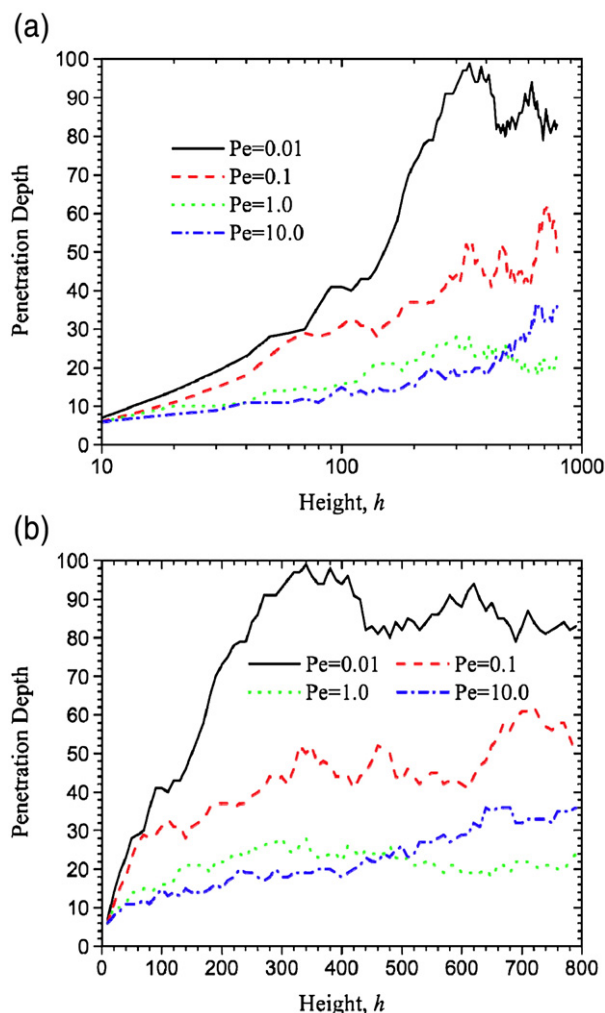 (a)
100
90
80
70
60
50
40
30
20
10
0
Penetration Depth
Pe=0.01
Pe=0.1
Pe=1.0
Pe=10.0
10 100 1000
Height, h
(b)
100
90
80
70
60
50
40
30
20
10
0
Penetration Depth
Pe=0.01 Pe=0.1
Pe=1.0 Pe=10.0
0 100 200 300 400 500 600 700 800
Height, h